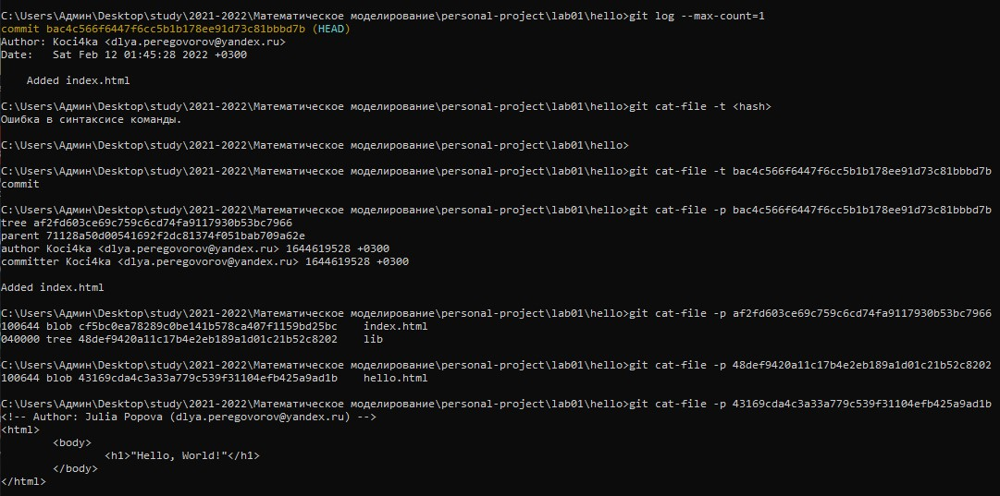 C:\Users\Админ\Desktop\study\2021-2022\Математическое моделирование\personal-project\lab01\hello>git log --max-count=1
commit bac4c566f6447f6cc5b1b178ee91d73c81bbbd7b (HEAD)
Author: Koci4ka <dlya.peregovorov@yandex.ru>
Date:   Sat Feb 12 01:45:28 2022 +0300
    Added index.html
C:\Users\Админ\Desktop\study\2021-2022\Математическое моделирование\personal-project\lab01\hello>git cat-file -t <hash>
Ошибка в синтаксисе команды.
C:\Users\Админ\Desktop\study\2021-2022\Математическое моделирование\personal-project\lab01\hello>
C:\Users\Админ\Desktop\study\2021-2022\Математическое моделирование\personal-project\lab01\hello>git cat-file -t bac4c566f6447f6cc5b1b178ee91d73c81bbbd7b
commit
C:\Users\Админ\Desktop\study\2021-2022\Математическое моделирование\personal-project\lab01\hello>git cat-file -p bac4c566f6447f6cc5b1b178ee91d73c81bbbd7b
tree af2fd603ce69c759c6cd74fa9117930b53bc7966
parent 71128a50d00541692f2dc81374f051bab709a62e
author Koci4ka <dlya.peregovorov@yandex.ru> 1644619528 +0300
committer Koci4ka <dlya.peregovorov@yandex.ru> 1644619528 +0300
Added index.html
C:\Users\Админ\Desktop\study\2021-2022\Математическое моделирование\personal-project\lab01\hello>git cat-file -p af2fd603ce69c759c6cd74fa9117930b53bc7966
100644 blob cf5bc0ea78289c0be141b578ca407f1159bd25bc    index.html
040000 tree 48def9420a11c17b4e2eb189a1d01c21b52c8202    lib
C:\Users\Админ\Desktop\study\2021-2022\Математическое моделирование\personal-project\lab01\hello>git cat-file -p 48def9420a11c17b4e2eb189a1d01c21b52c8202
100644 blob 43169cda4c3a33a779c539f31104efb425a9ad1b    hello.html
C:\Users\Админ\Desktop\study\2021-2022\Математическое моделирование\personal-project\lab01\hello>git cat-file -p 43169cda4c3a33a779c539f31104efb425a9ad1b
<!-- Author: Julia Popova (dlya.peregovorov@yandex.ru) -->
<html>
        <body>
                <h1>"Hello, World!"</h1>
        </body>
</html>